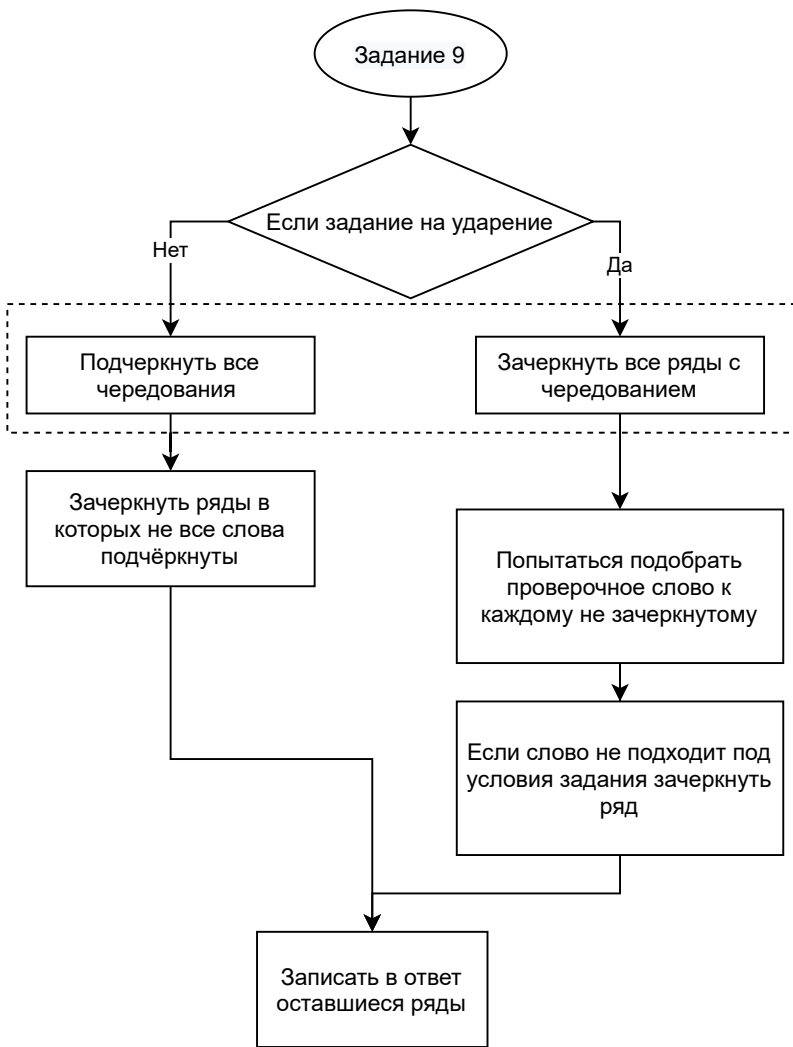 Задание 9
Если задание на ударение
Нет
Да
Подчеркнуть все
чередования
Зачеркнуть все ряды с
чередованием
Зачеркнуть ряды в
которых не все слова
подчёркнуты
Попытаться подобрать
проверочное слово к
каждому не зачеркнутому
Если слово не подходит под
условия задания зачеркнуть
ряд
Записать в ответ
оставшиеся ряды